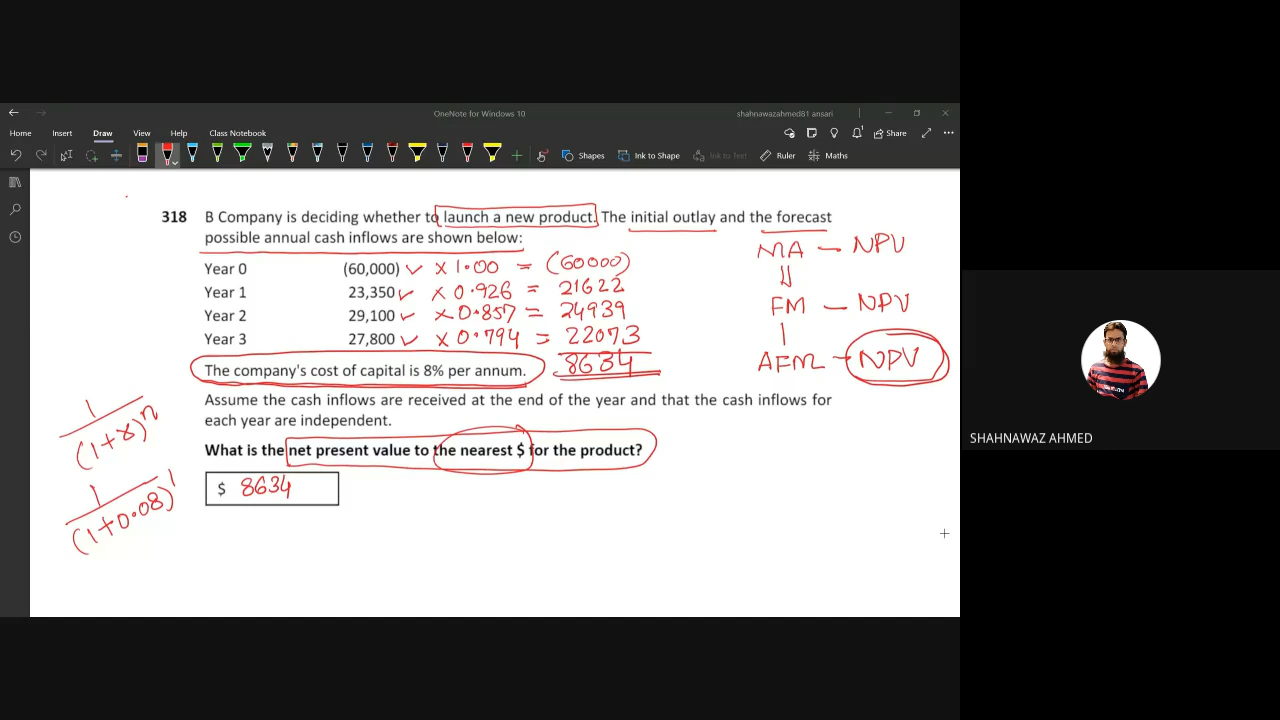 OneNote for Windows 10
shahnawazahmed81 ansari
Home Insert Draw View Help Class Notebook
Share
Shapes Ink to Shape Ink to Text Ruler Maths
318 B Company is deciding whether to launch a new product. The initial outlay and the forecast
possible annual cash inflows are shown below:
Year 0 (60,000) × 1.00 = (60000)
Year 1 23,350 × 0.926 = 21622
Year 2 29,100 × 0.857 = 24939
Year 3 27,800 × 0.794 = 22073
8634
The company's cost of capital is 8% per annum.
Assume the cash inflows are received at the end of the year and that the cash inflows for
each year are independent.
What is the net present value to the nearest $ for the product?
$ 8634
MA – NPV
FM – NPV
AFM – NPV
1
(1+r)^n
1
(1+0.08)^1
SHAHNAWAZ AHMED